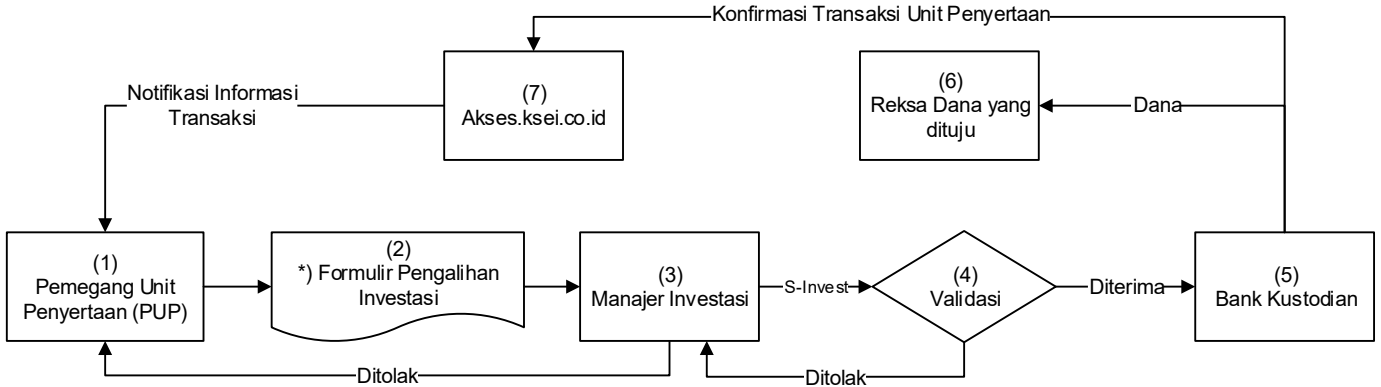 Konfirmasi Transaksi Unit Penyertaan
(7)
Akses.ksei.co.id
(6)
Reksa Dana yang
dituju
Dana
Notifikasi Informasi
Transaksi
(1)
Pemegang Unit
Penyertaan (PUP)
(2)
*) Formulir Pengalihan
Investasi
(3)
Manajer Investasi
S-Invest
(4)
Validasi
Diterima
(5)
Bank Kustodian
Ditolak
Ditolak